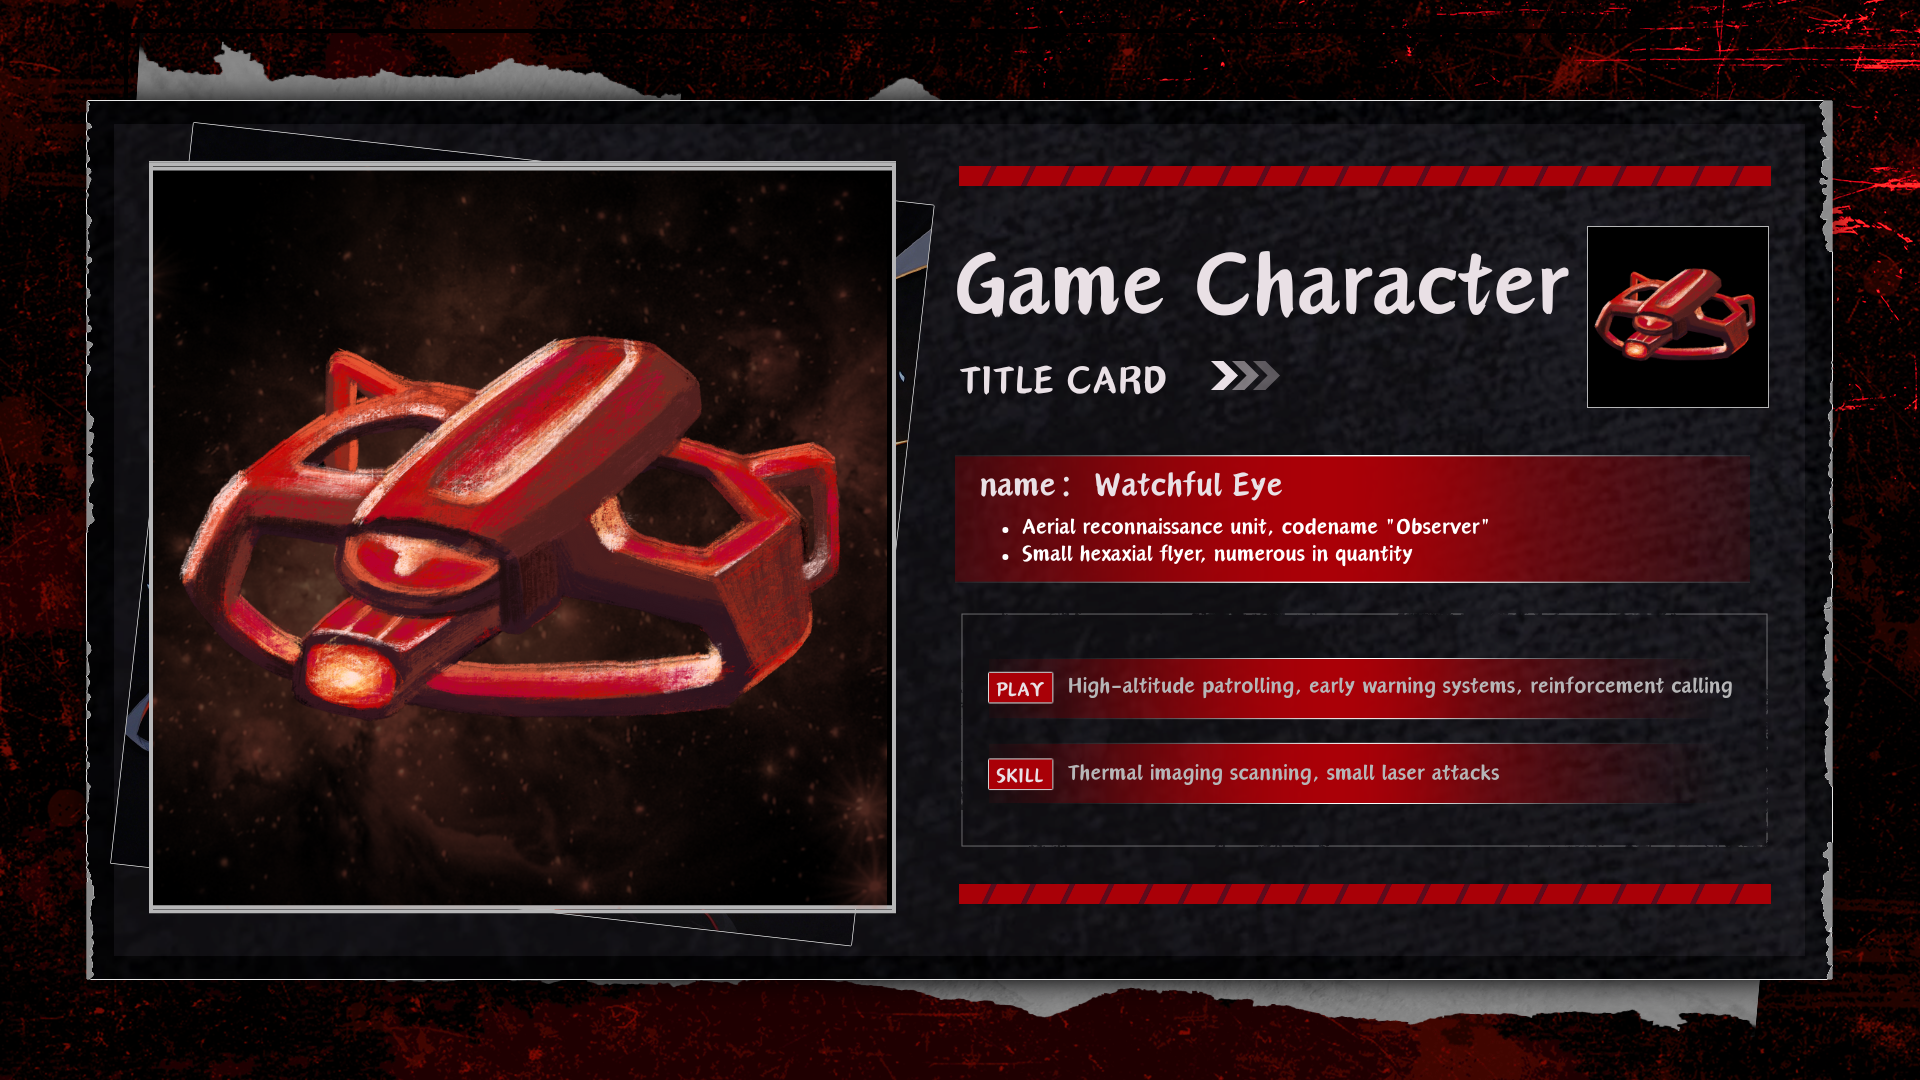 Game Character
TITLE CARD
name: Watchful Eye
• Aerial reconnaissance unit, codename "Observer"
• Small hexaxial flyer, numerous in quantity
PLAY High-altitude patrolling, early warning systems, reinforcement calling
SKILL Thermal imaging scanning, small laser attacks